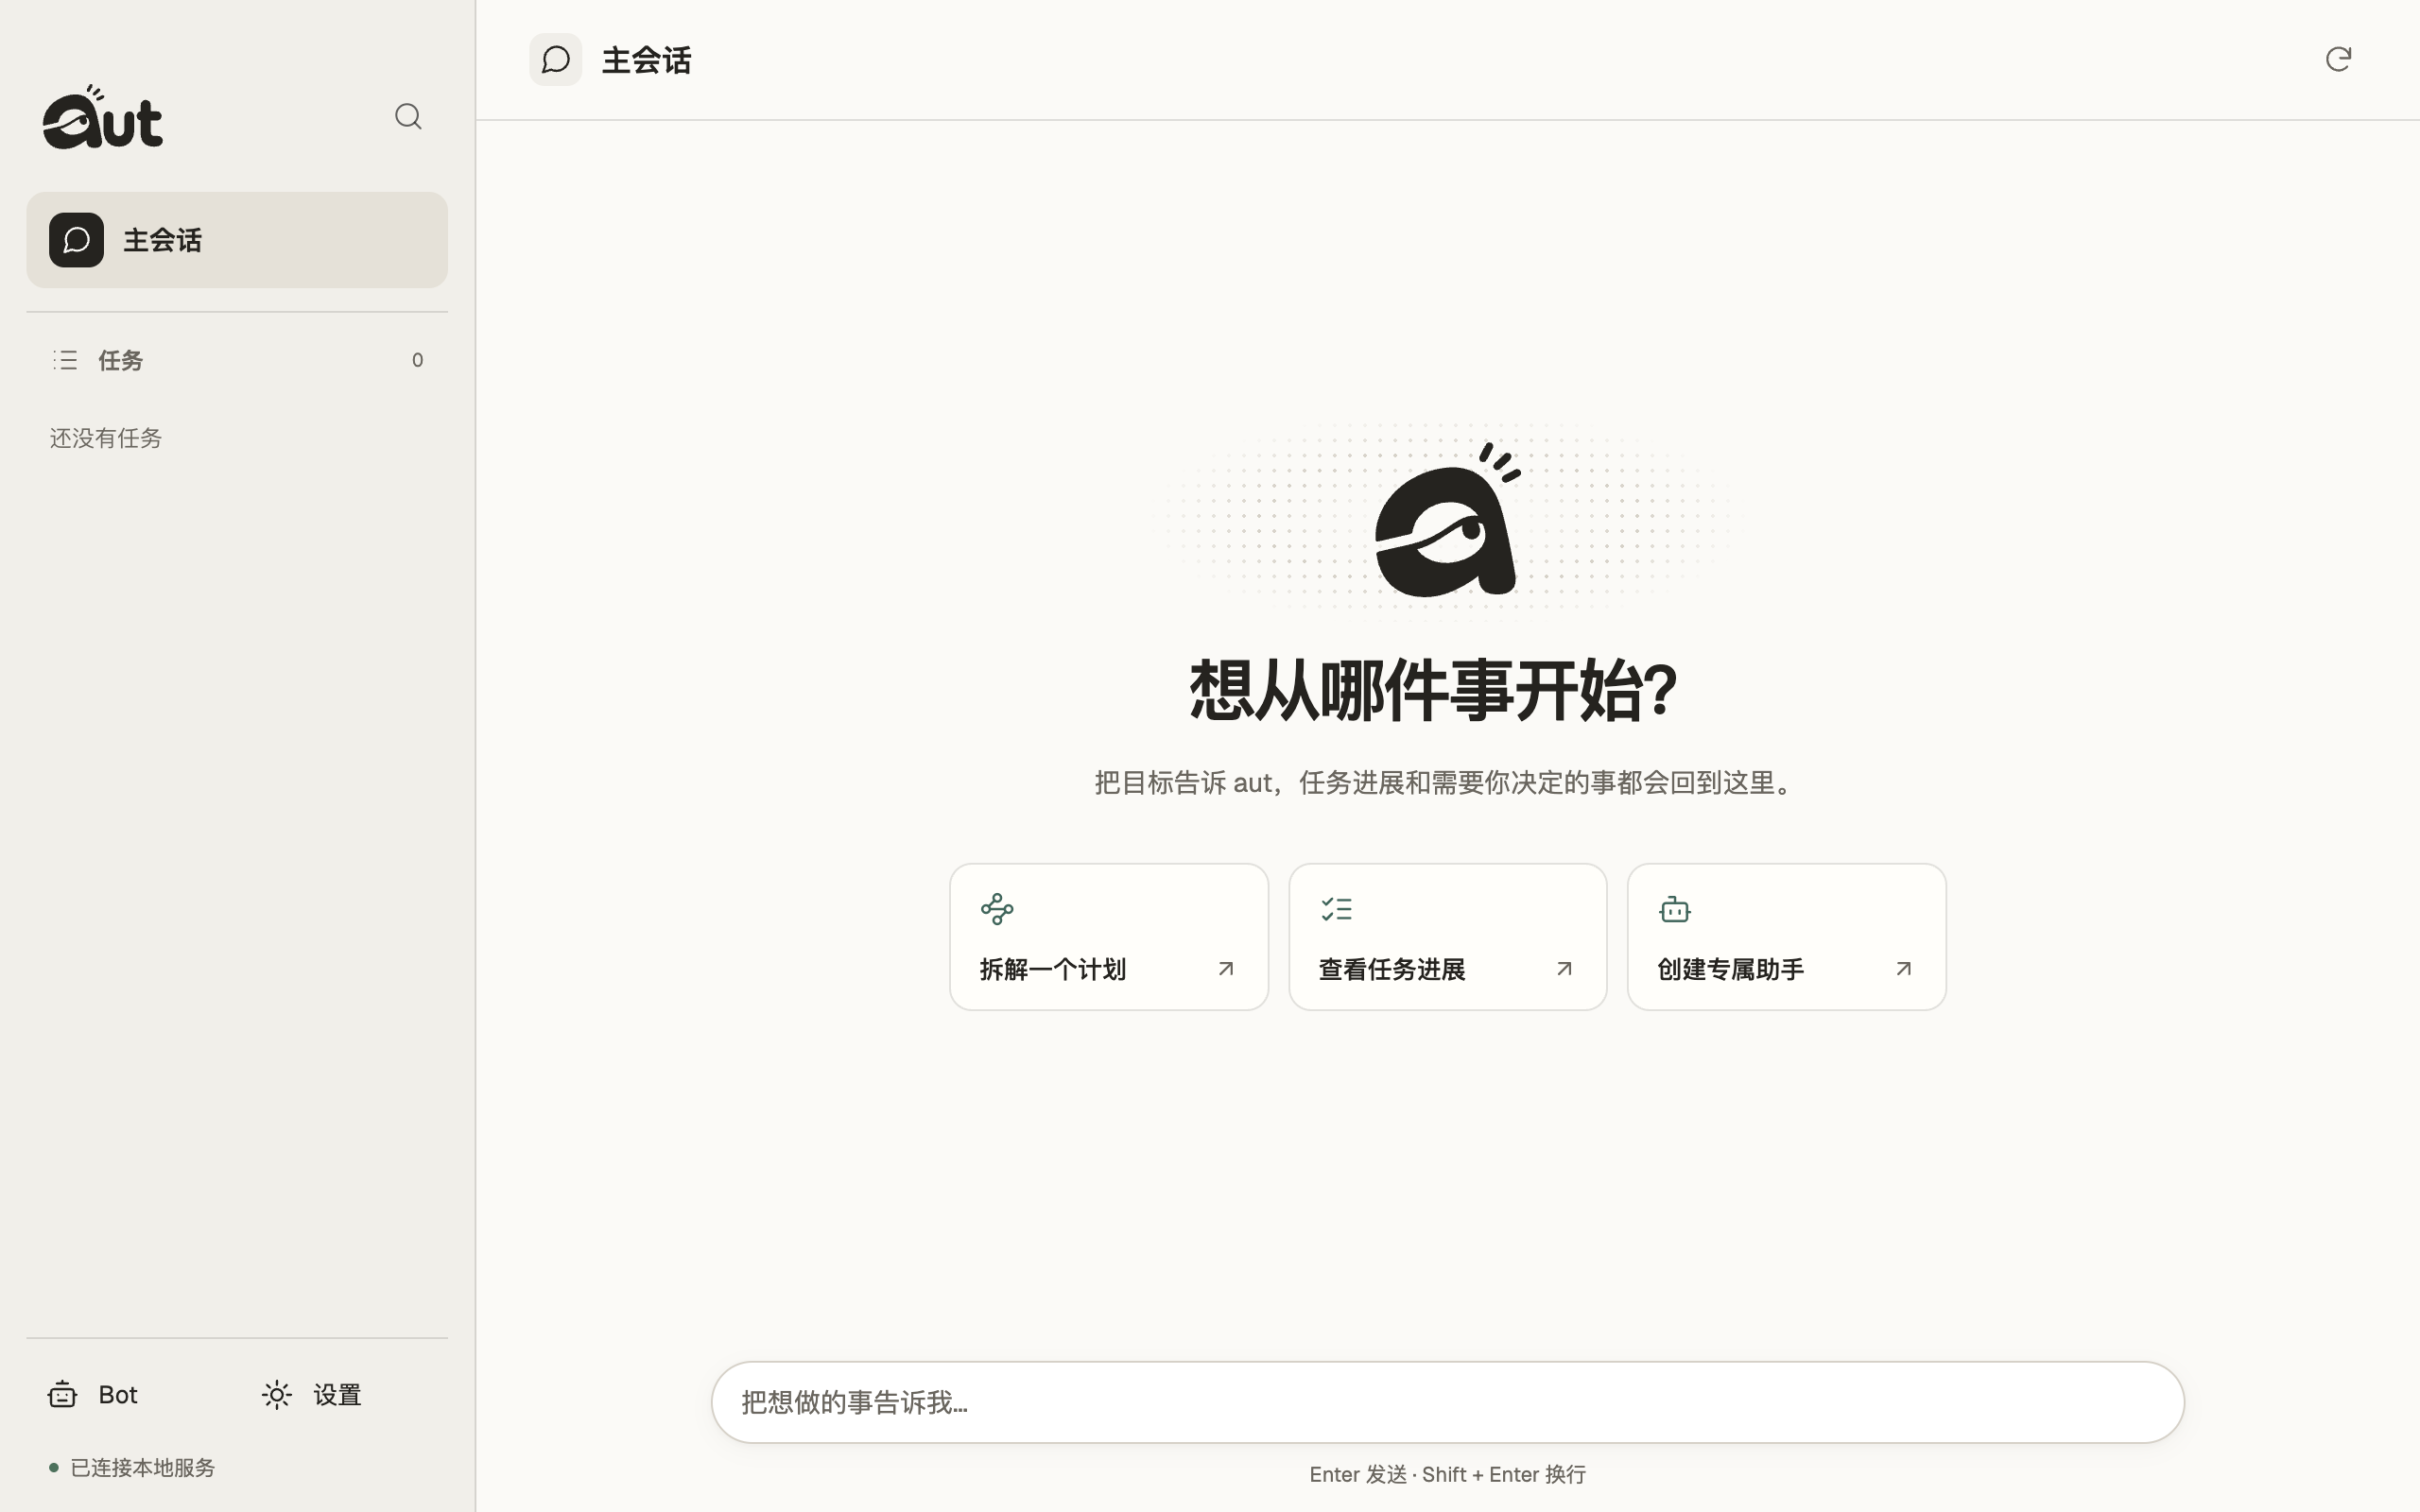 aut
主会话
任务 0
还没有任务
Bot 设置
已连接本地服务
主会话
想从哪件事开始?
把目标告诉 aut，任务进展和需要你决定的事都会回到这里。
拆解一个计划
查看任务进展
创建专属助手
把想做的事告诉我...
Enter 发送 · Shift + Enter 换行